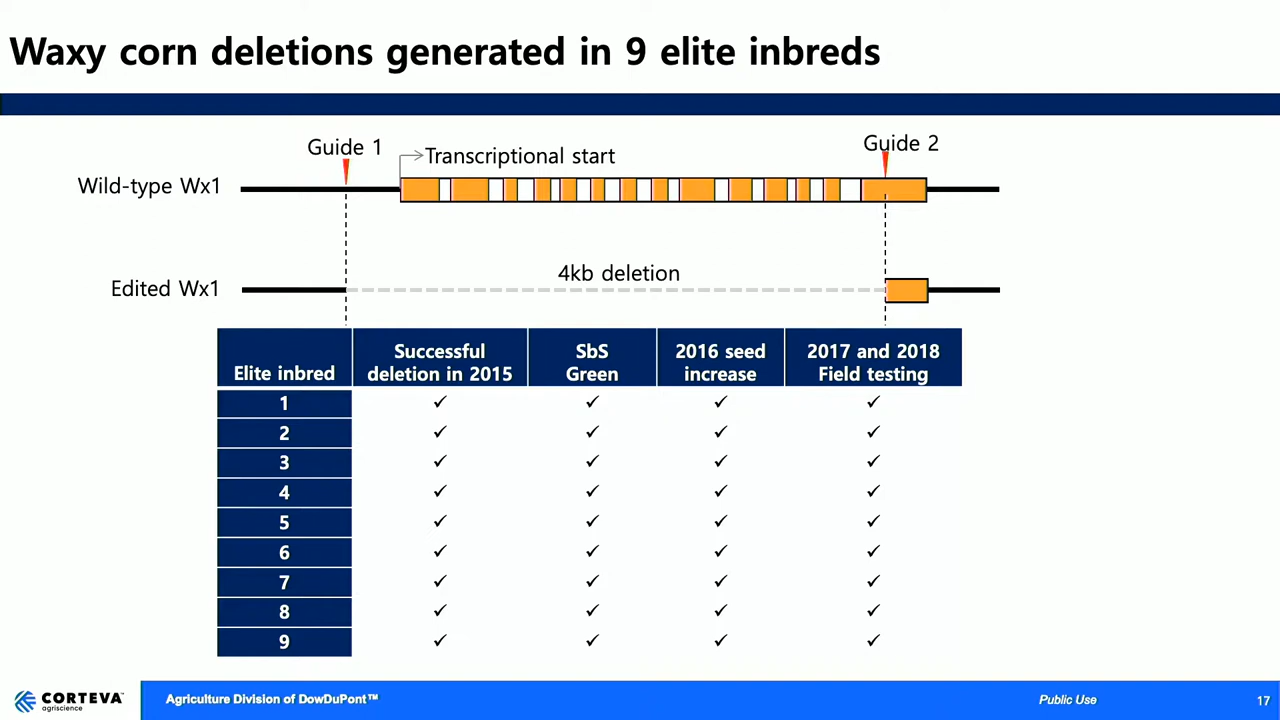 Waxy corn deletions generated in 9 elite inbreds
Guide 1
Guide 2
Transcriptional start
Wild-type Wx1
4kb deletion
Edited Wx1
Elite inbred
Successful
deletion in 2015
SbS
Green
2016 seed
increase
2017 and 2018
Field testing
1 ✓ ✓ ✓ ✓
2 ✓ ✓ ✓ ✓
3 ✓ ✓ ✓ ✓
4 ✓ ✓ ✓ ✓
5 ✓ ✓ ✓ ✓
6 ✓ ✓ ✓ ✓
7 ✓ ✓ ✓ ✓
8 ✓ ✓ ✓ ✓
9 ✓ ✓ ✓ ✓
CORTEVA™
agriscience
Agriculture Division of DowDuPont™
Public Use
17